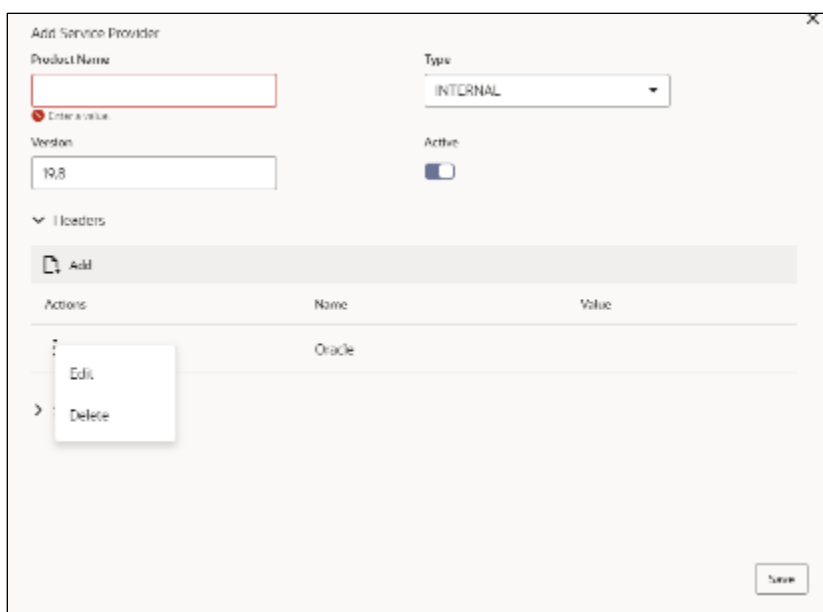 Add Service Provider
Product Name
Type
INTERNAL
Enter a value.
Version
Active
19.8
Headers
Add
Actions
Name
Value
Oracle
Edit
Delete
Save